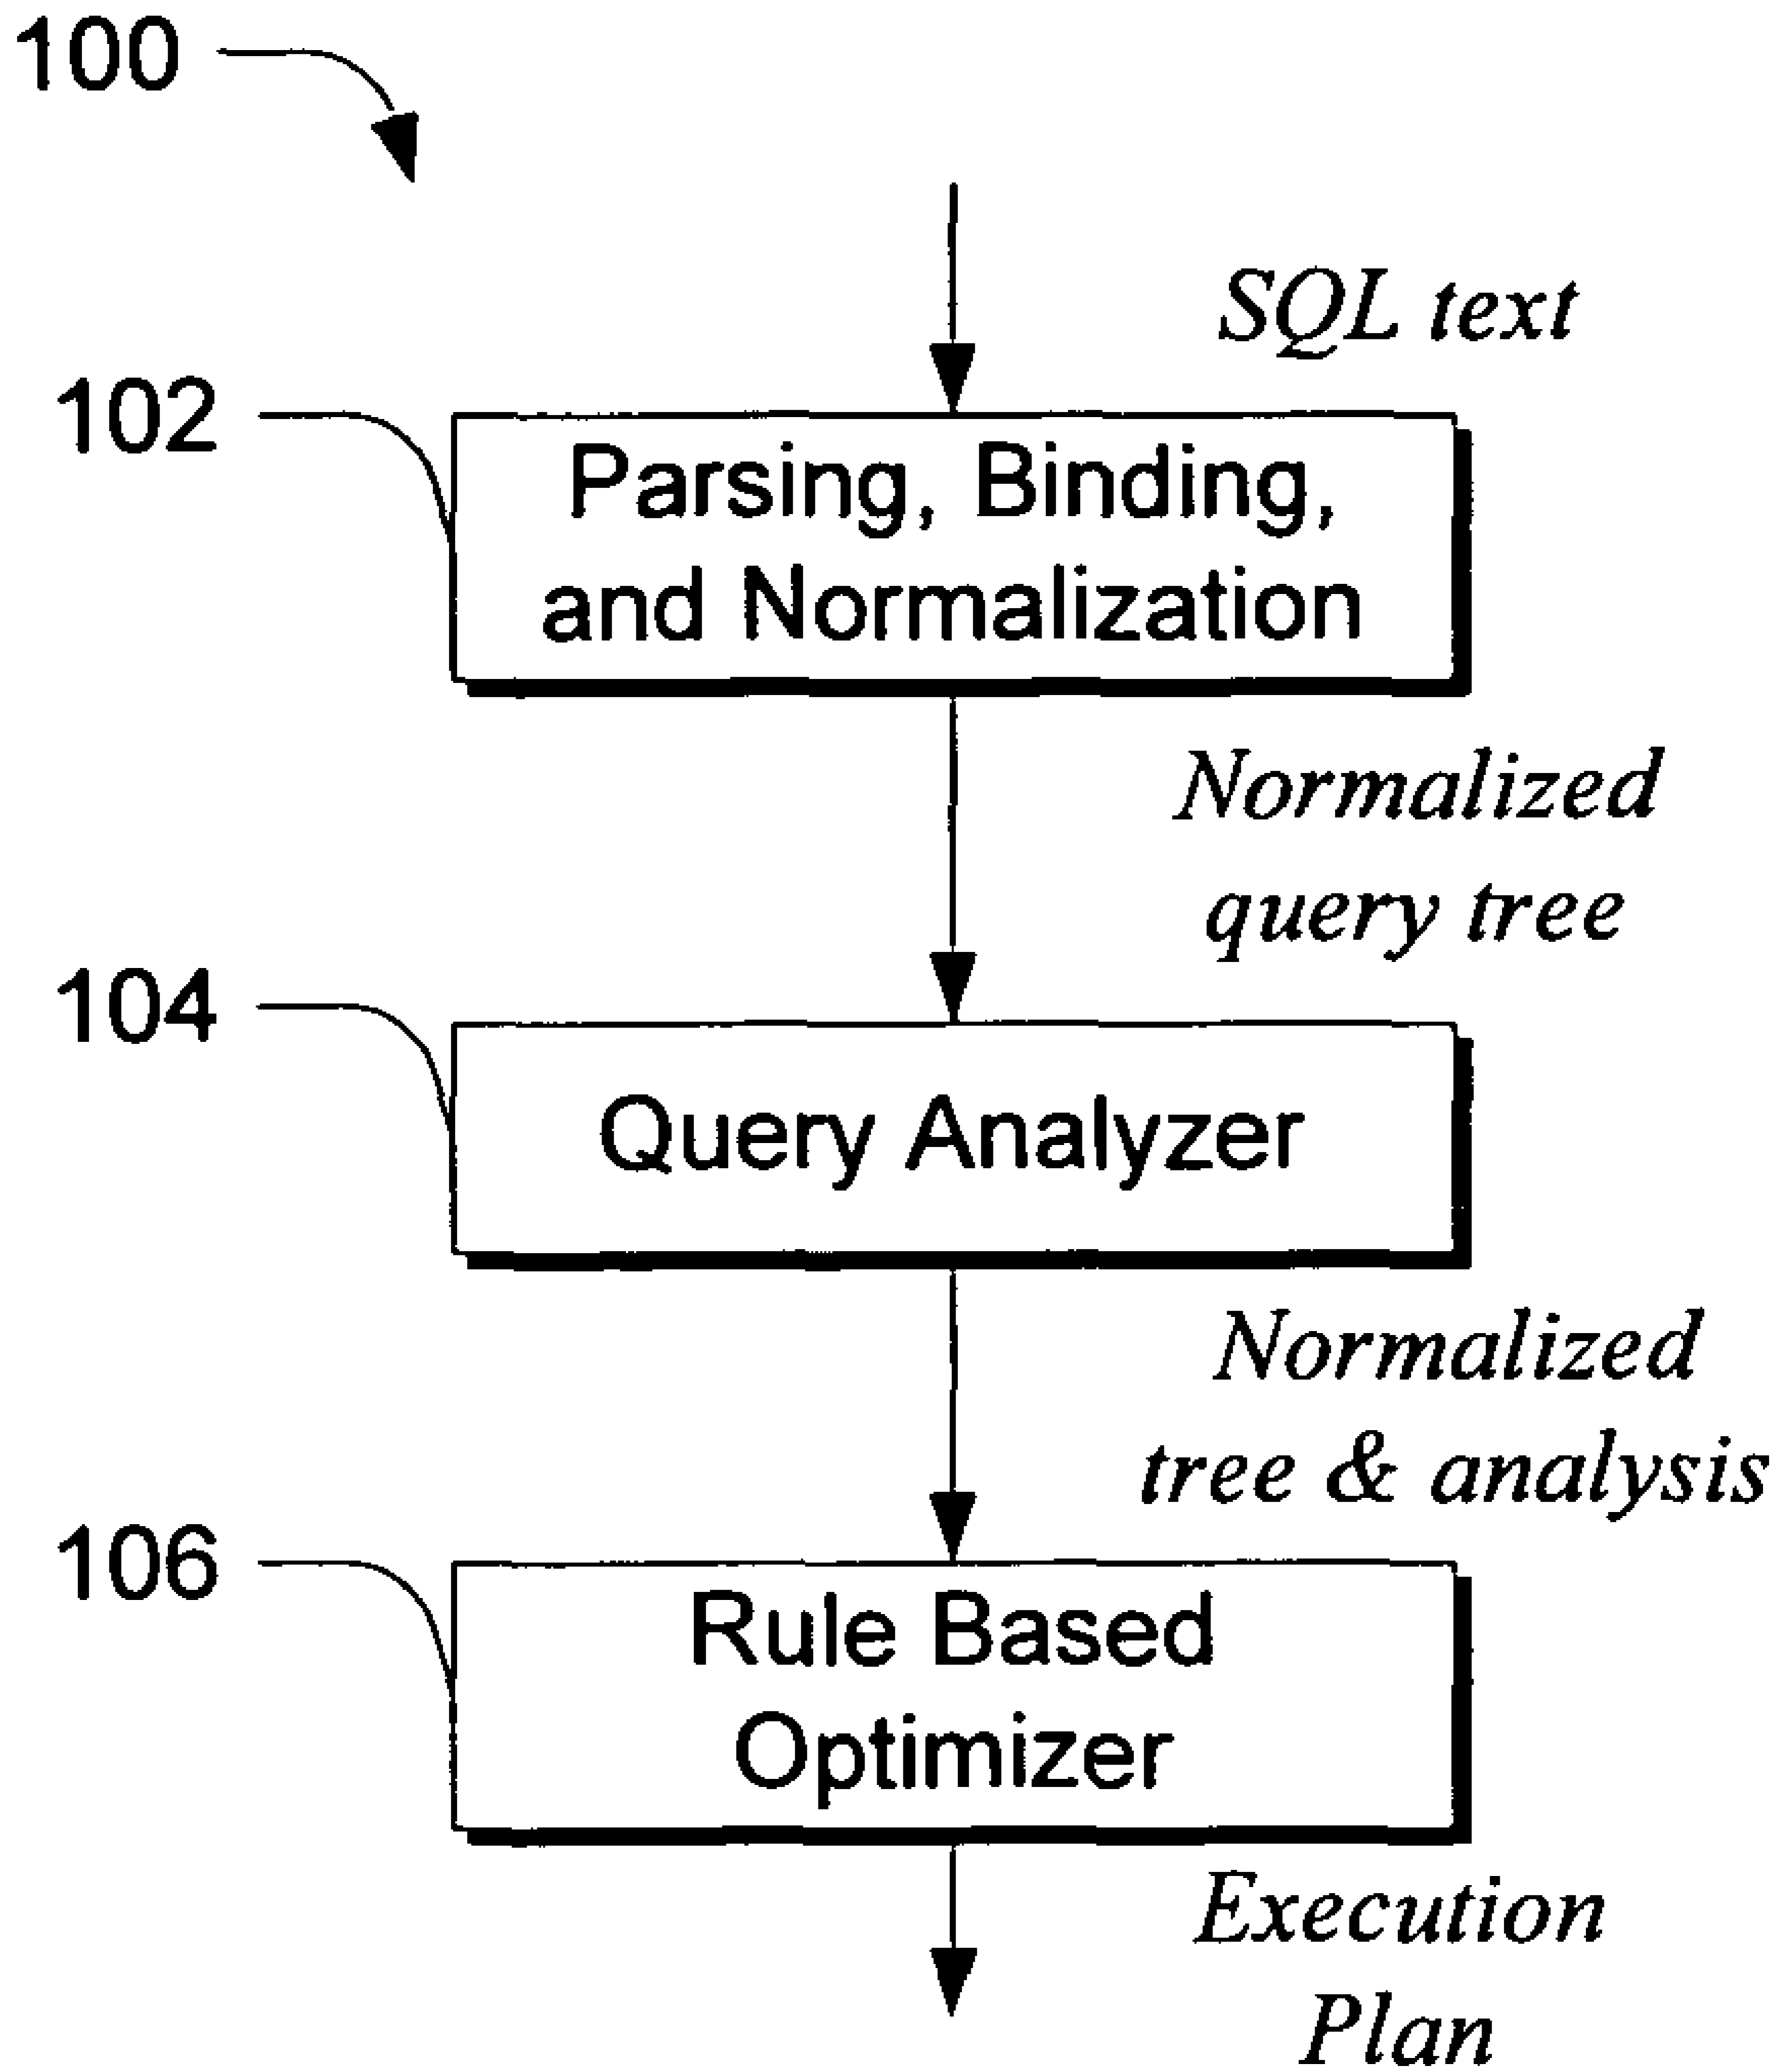 100
SQL text
102
Parsing, Binding,
and Normalization
Normalized
query tree
104
Query Analyzer
Normalized
tree & analysis
106
Rule Based
Optimizer
Execution
Plan